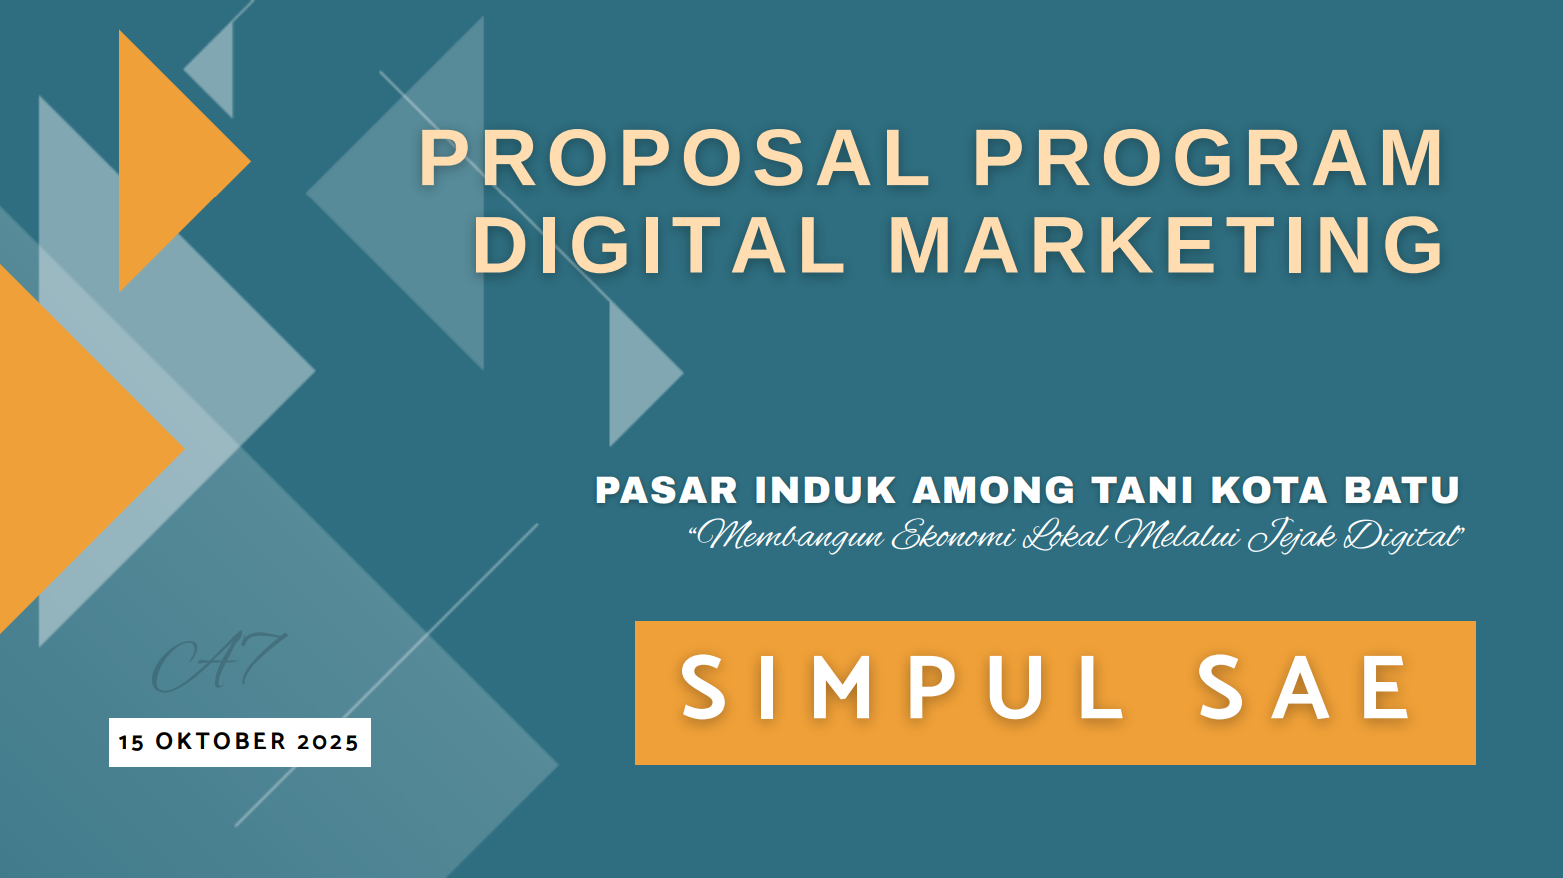 PROPOSAL PROGRAM
DIGITAL MARKETING
PASAR INDUK AMONG TANI KOTA BATU
“Membangun Ekonomi Lokal Melalui Jejak Digital”
SIMPUL SAE
A7
15 OKTOBER 2025